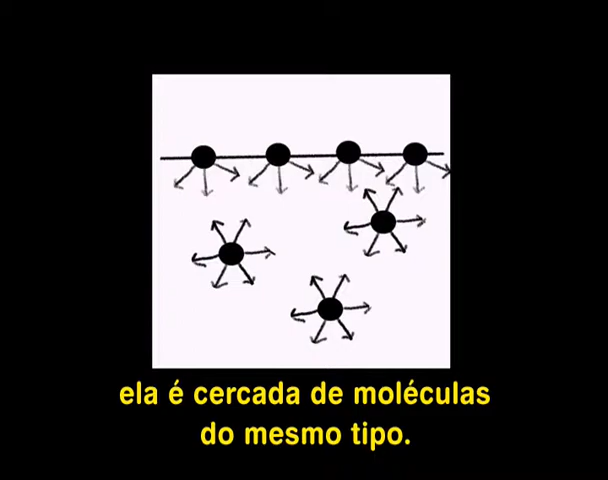 ela é cercada de moléculas
do mesmo tipo.